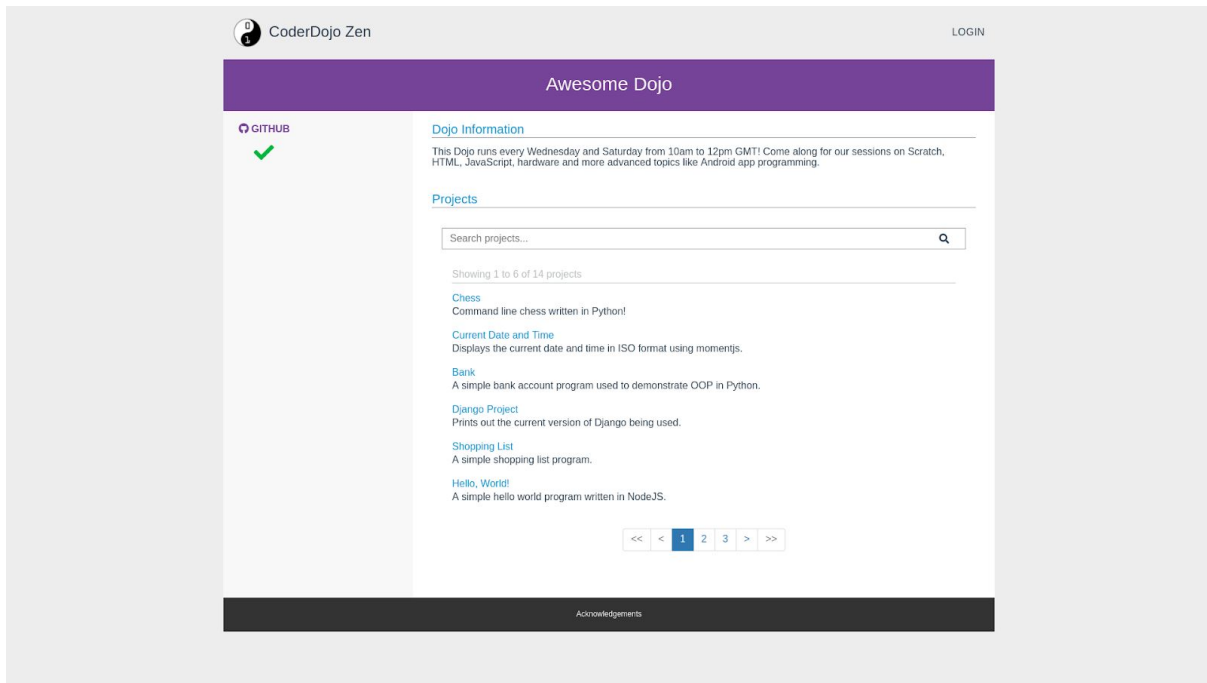 CoderDojo Zen
LOGIN
Awesome Dojo
GITHUB
Dojo Information
This Dojo runs every Wednesday and Saturday from 10am to 12pm GMT! Come along for our sessions on Scratch,
HTML, JavaScript, hardware and more advanced topics like Android app programming.
Projects
Search projects...
Showing 1 to 6 of 14 projects
Chess
Command line chess written in Python!
Current Date and Time
Displays the current date and time in ISO format using momentjs.
Bank
A simple bank account program used to demonstrate OOP in Python.
Django Project
Prints out the current version of Django being used.
Shopping List
A simple shopping list program.
Hello, World!
A simple hello world program written in NodeJS.
<< < 1 2 3 > >>
Acknowledgements